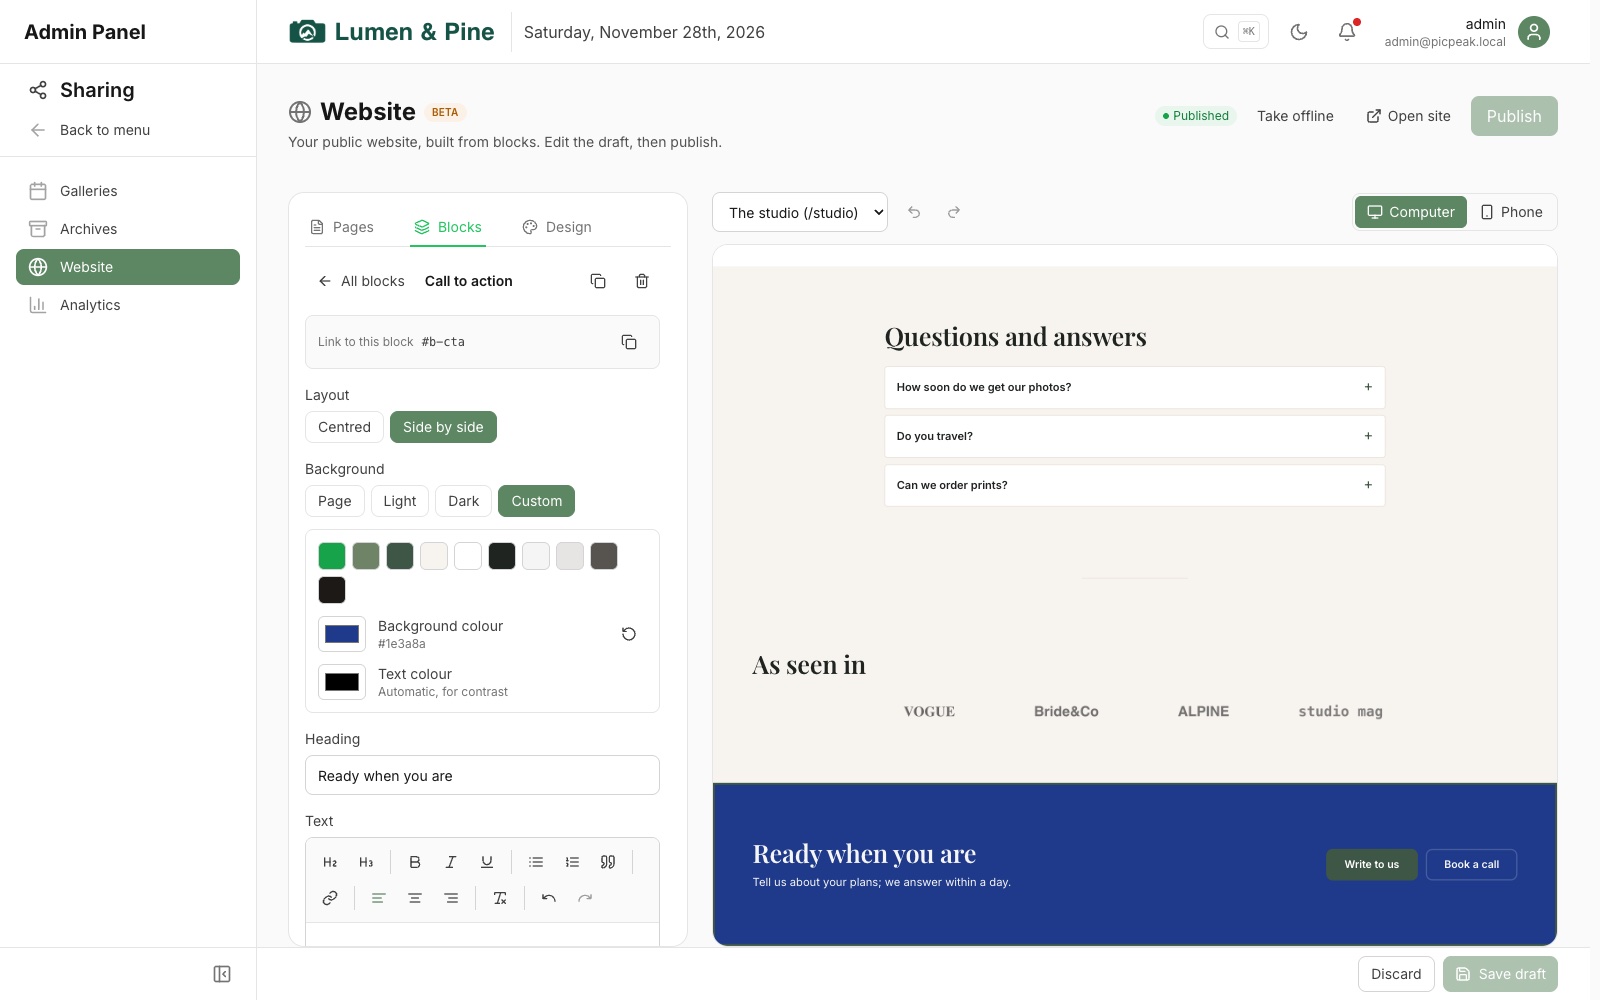 Admin Panel
Lumen & Pine
Saturday, November 28th, 2026
⌘K
admin
admin@picpeak.local
Sharing
Back to menu
Galleries
Archives
Website
Analytics
Website BETA
Your public website, built from blocks. Edit the draft, then publish.
Published
Take offline
Open site
Publish
Pages
Blocks
Design
All blocks
Call to action
Link to this block #b-cta
Layout
Centred
Side by side
Background
Page
Light
Dark
Custom
Background colour
#1e3a8a
Text colour
Automatic, for contrast
Heading
Ready when you are
Text
H2
H3
B
I
U
The studio (/studio)
Computer
Phone
Questions and answers
How soon do we get our photos? +
Do you travel? +
Can we order prints? +
As seen in
VOGUE
Bride&Co
ALPINE
studio mag
Ready when you are
Tell us about your plans; we answer within a day.
Write to us
Book a call
Discard
Save draft